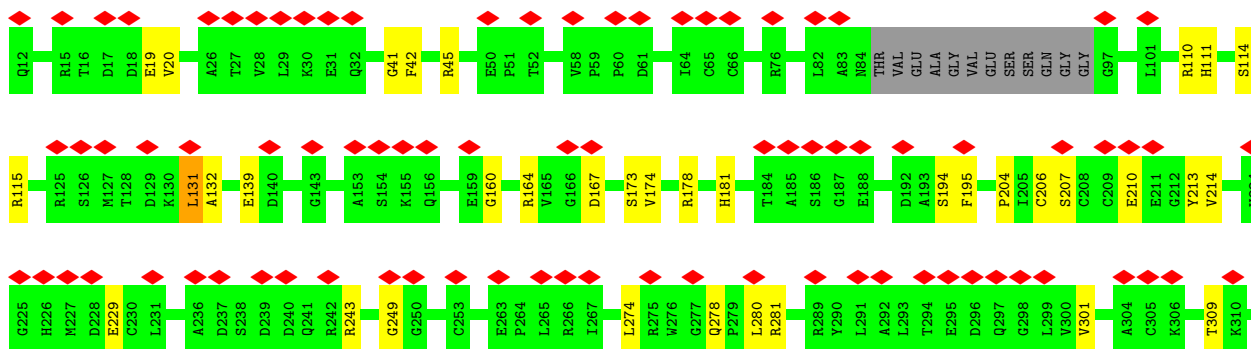 Q12 R15 T16 D17 D18 E19 V20 A26 T27 V28 L29 K30 E31 Q32 G41 F42 R45 E50 P51 T52 V58 P59 P60 D61 I64 C65 C66 R76 L82 A83 N84 THR VAL GLU ALA GLY VAL GLU SER SER GLN GLY GLY G97 L101 R110 H111 S114
R115 R125 S126 M127 T128 D129 K130 L131 A132 E139 D140 G143 A153 S154 K155 Q156 E159 G160 R164 V165 G166 D167 S173 V174 R178 H181 T184 A185 S186 G187 E188 D192 A193 S194 F195 P204 I205 C206 S207 C208 C209 E210 E211 G212 Y213 V214
G225 H226 M227 D228 E229 C230 L231 A236 D237 S238 D239 D240 Q241 R242 R243 G249 G250 C253 E263 P264 L265 R266 I267 L274 R275 W276 G277 Q278 P279 L280 R281 R289 Y290 L291 A292 L293 T294 E295 D296 Q297 G298 L299 V300 V301 A304 C305 K306 T309 K310